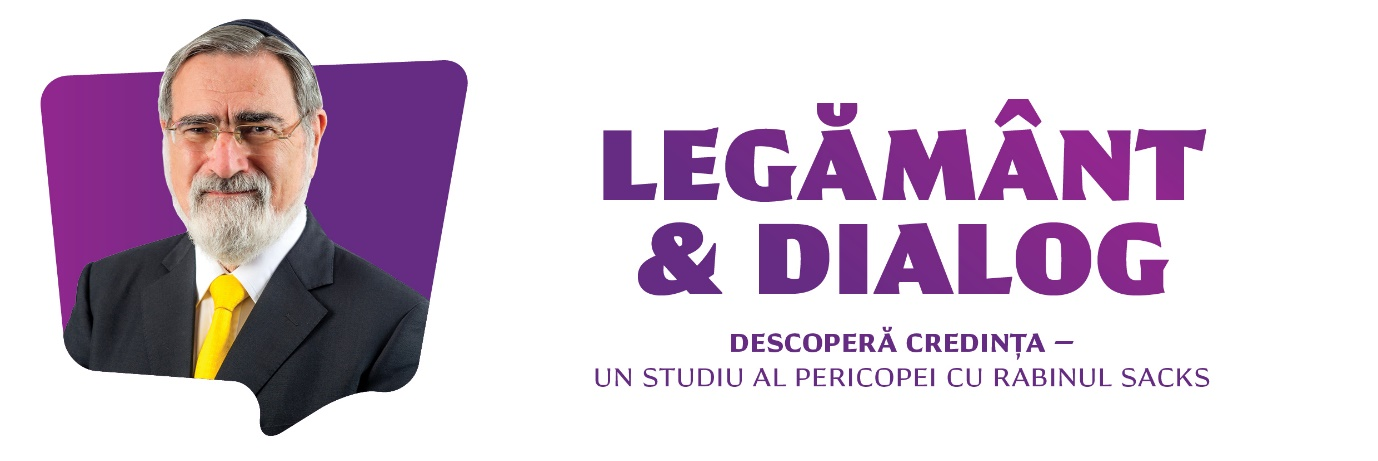 LEGĂMÂNT
& DIALOG
DESCOPERĂ CREDINȚA –
UN STUDIU AL PERICOPEI CU RABINUL SACKS